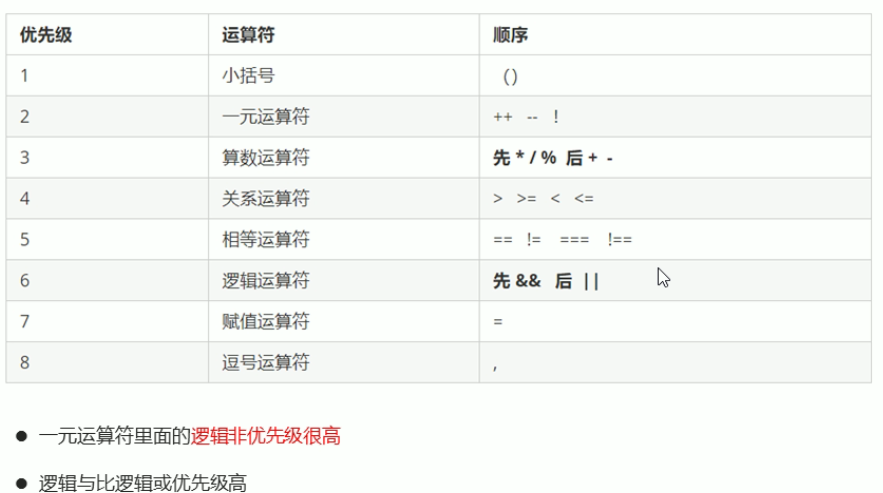 优先级 运算符 顺序
1 小括号 ()
2 一元运算符 ++ -- !
3 算数运算符 先 * / % 后 + -
4 关系运算符 > >= < <=
5 相等运算符 == != === !==
6 逻辑运算符 先 && 后 ||
7 赋值运算符 =
8 逗号运算符 ,
● 一元运算符里面的逻辑非优先级很高
● 逻辑与比逻辑或优先级高